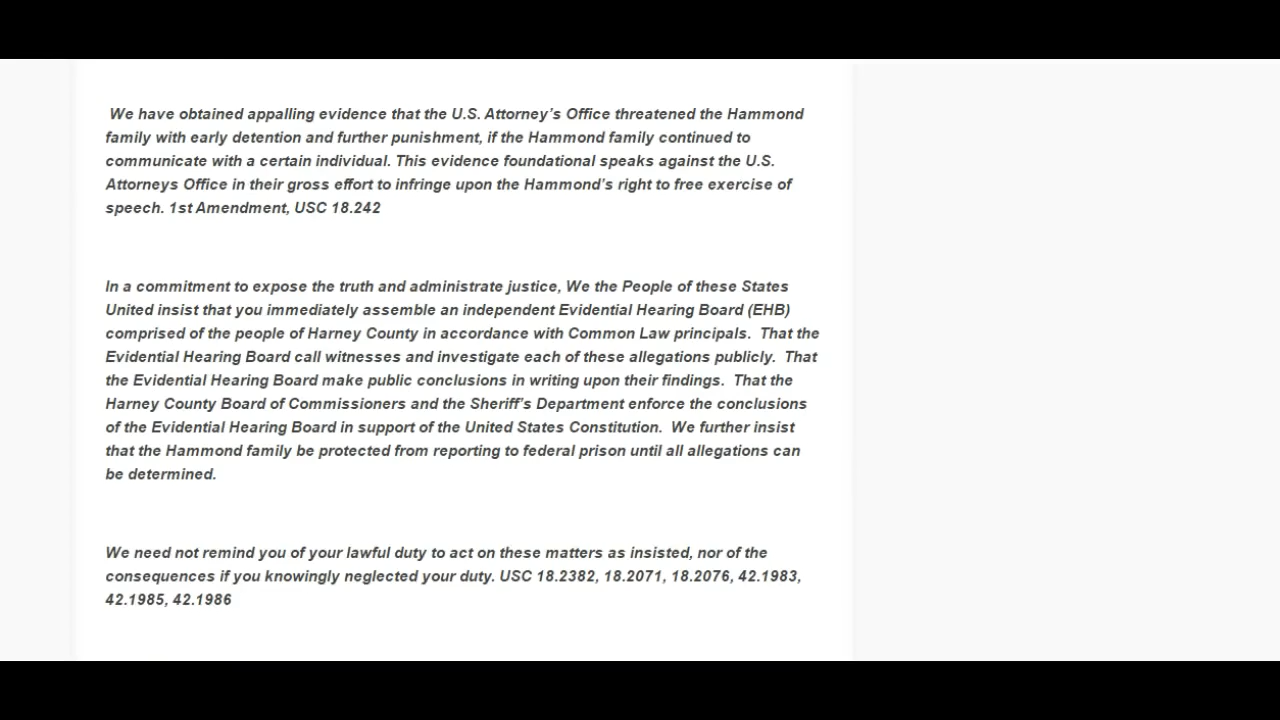 We have obtained appalling evidence that the U.S. Attorney's Office threatened the Hammond
family with early detention and further punishment, if the Hammond family continued to
communicate with a certain individual. This evidence foundational speaks against the U.S.
Attorneys Office in their gross effort to infringe upon the Hammond's right to free exercise of
speech. 1st Amendment, USC 18.242
In a commitment to expose the truth and administrate justice, We the People of these States
United insist that you immediately assemble an independent Evidential Hearing Board (EHB)
comprised of the people of Harney County in accordance with Common Law principals.  That the
Evidential Hearing Board call witnesses and investigate each of these allegations publicly.  That
the Evidential Hearing Board make public conclusions in writing upon their findings.  That the
Harney County Board of Commissioners and the Sheriff's Department enforce the conclusions
of the Evidential Hearing Board in support of the United States Constitution.  We further insist
that the Hammond family be protected from reporting to federal prison until all allegations can
be determined.
We need not remind you of your lawful duty to act on these matters as insisted, nor of the
consequences if you knowingly neglected your duty. USC 18.2382, 18.2071, 18.2076, 42.1983,
42.1985, 42.1986